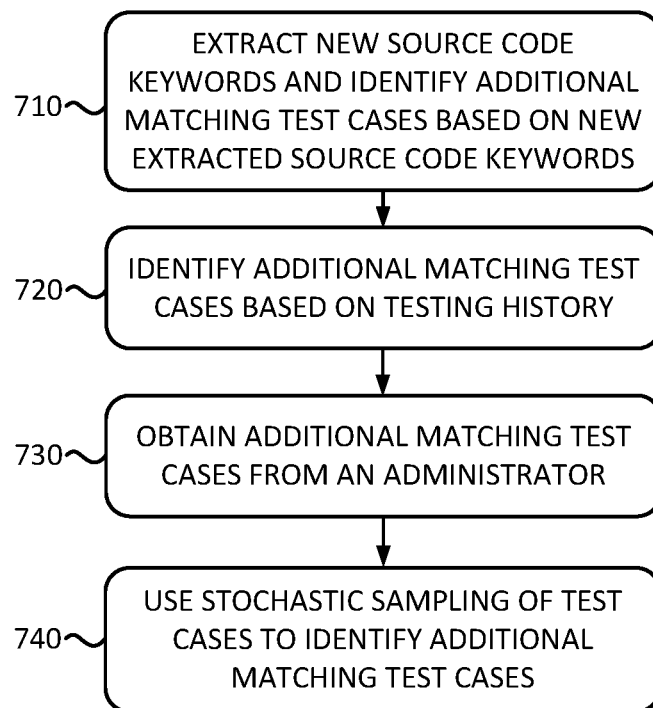 EXTRACT NEW SOURCE CODE
KEYWORDS AND IDENTIFY ADDITIONAL
710
MATCHING TEST CASES BASED ON NEW
EXTRACTED SOURCE CODE KEYWORDS
720
IDENTIFY ADDITIONAL MATCHING TEST
CASES BASED ON TESTING HISTORY
730
OBTAIN ADDITIONAL MATCHING TEST
CASES FROM AN ADMINISTRATOR
USE STOCHASTIC SAMPLING OF TEST
740
CASES TO IDENTIFY ADDITIONAL
MATCHING TEST CASES